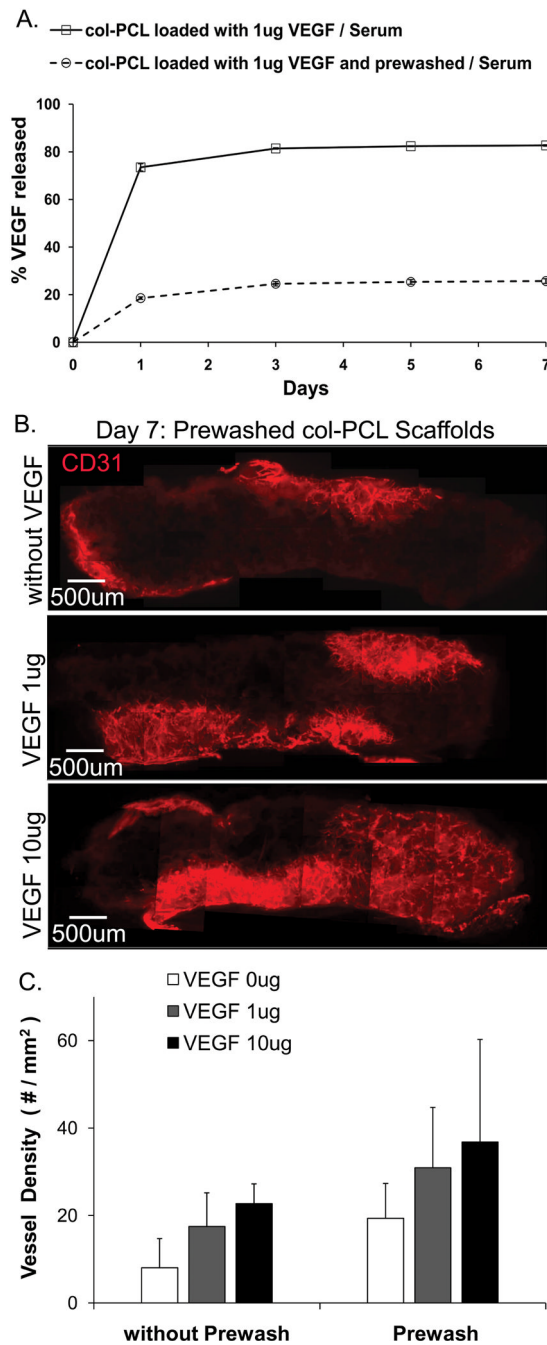 A.
col-PCL loaded with 1ug VEGF / Serum
col-PCL loaded with 1ug VEGF and prewashed / Serum
% VEGF released
100
80
60
40
20
0
0 1 2 3 4 5 6 7
Days
B.
Day 7: Prewashed col-PCL Scaffolds
without VEGF
CD31
500um
VEGF 1ug
500um
VEGF 10ug
500um
C.
VEGF 0ug
VEGF 1ug
VEGF 10ug
Vessel Density ( # / mm²)
60
40
20
0
without Prewash Prewash